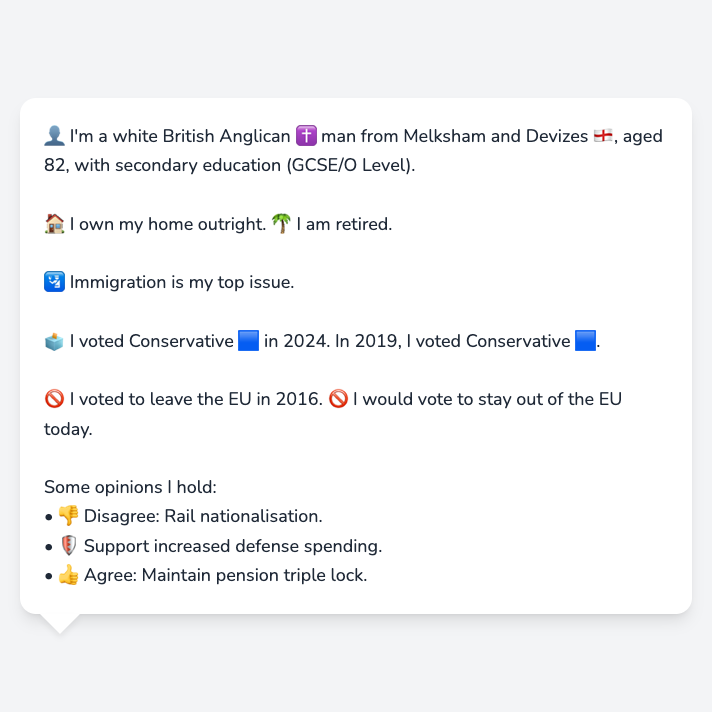 👤 I'm a white British Anglican ✝️ man from Melksham and Devizes 🏴󠁧󠁢󠁥󠁮󠁧󠁿, aged
82, with secondary education (GCSE/O Level).
🏠 I own my home outright. 🌴 I am retired.
🛂 Immigration is my top issue.
🗳️ I voted Conservative 🟦 in 2024. In 2019, I voted Conservative 🟦.
🚫 I voted to leave the EU in 2016. 🚫 I would vote to stay out of the EU
today.
Some opinions I hold:
• 👎 Disagree: Rail nationalisation.
• 🛡️ Support increased defense spending.
• 👍 Agree: Maintain pension triple lock.